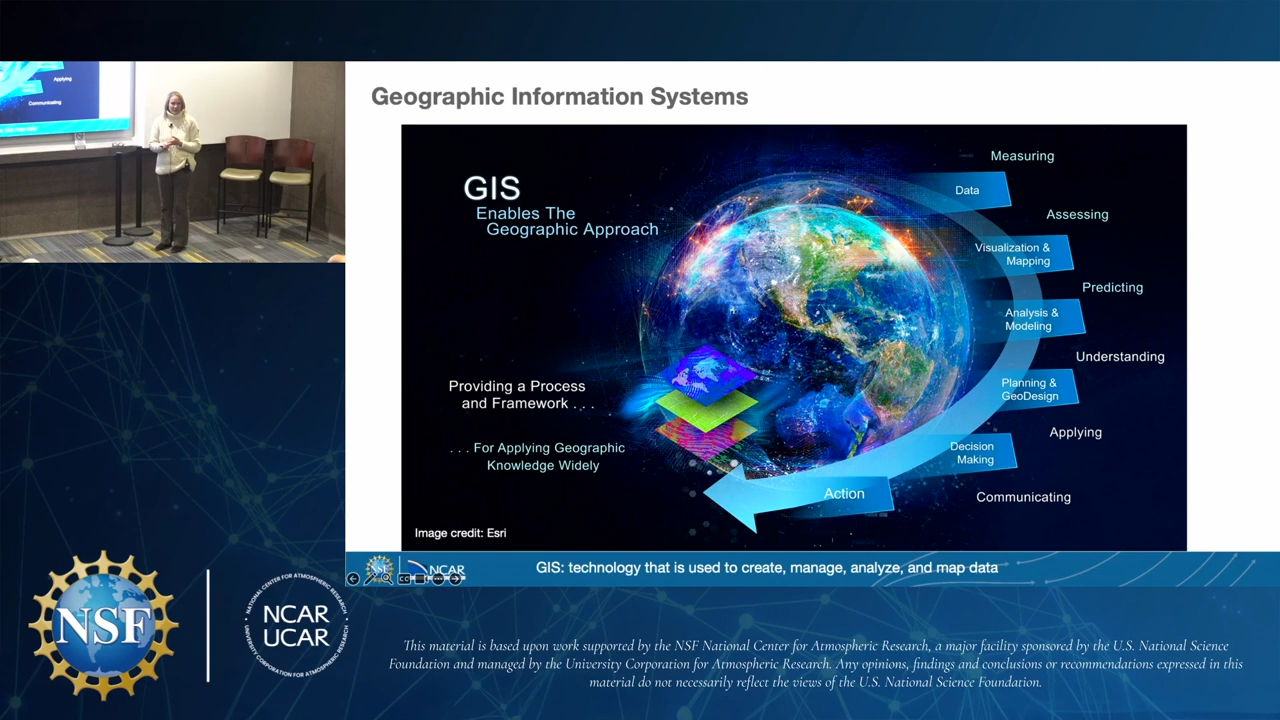 Applying
Communicating
Geographic Information Systems
GIS
Enables The
Geographic Approach
Measuring
Data
Assessing
Visualization &
Mapping
Predicting
Analysis &
Modeling
Understanding
Planning &
GeoDesign
Applying
Decision
Making
Communicating
Action
Providing a Process
and Framework . . .
. . . For Applying Geographic
Knowledge Widely
Image credit: Esri
NSF
NCAR
GIS: technology that is used to create, manage, analyze, and map data
NSF
NATIONAL CENTER FOR ATMOSPHERIC RESEARCH
NCAR
UCAR
UNIVERSITY CORPORATION FOR ATMOSPHERIC RESEARCH
This material is based upon work supported by the NSF National Center for Atmospheric Research, a major facility sponsored by the U.S. National Science
Foundation and managed by the University Corporation for Atmospheric Research. Any opinions, findings and conclusions or recommendations expressed in this
material do not necessarily reflect the views of the U.S. National Science Foundation.